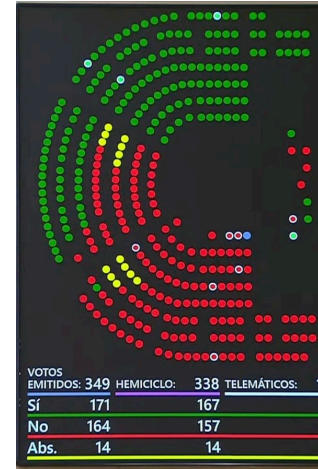 VOTOS
EMITIDOS: 349 HEMICICLO: 338 TELEMÁTICOS:
Sí 171 167
No 164 157
Abs. 14 14